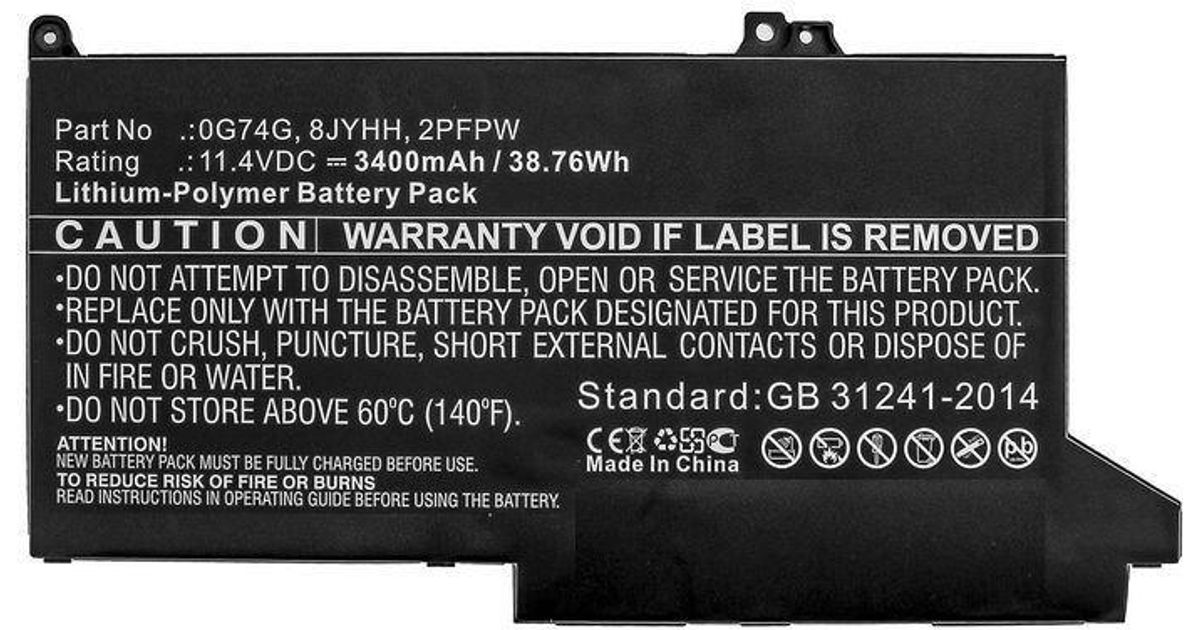 Part No .:0G74G, 8JYHH, 2PFPW
Rating .: 11.4VDC ⎓ 3400mAh / 38.76Wh
Lithium-Polymer Battery Pack
CAUTION WARRANTY VOID IF LABEL IS REMOVED
•DO NOT ATTEMPT TO DISASSEMBLE, OPEN OR SERVICE THE BATTERY PACK.
•REPLACE ONLY WITH THE BATTERY PACK DESIGNATED FOR THIS PRODUCT.
•DO NOT CRUSH, PUNCTURE, SHORT EXTERNAL CONTACTS OR DISPOSE OF
IN FIRE OR WATER.
•DO NOT STORE ABOVE 60ºC (140ºF).
Standard:GB 31241-2014
ATTENTION!
NEW BATTERY PACK MUST BE FULLY CHARGED BEFORE USE.
TO REDUCE RISK OF FIRE OR BURNS
READ INSTRUCTIONS IN OPERATING GUIDE BEFORE USING THE BATTERY.
CE
Pb
Made In China